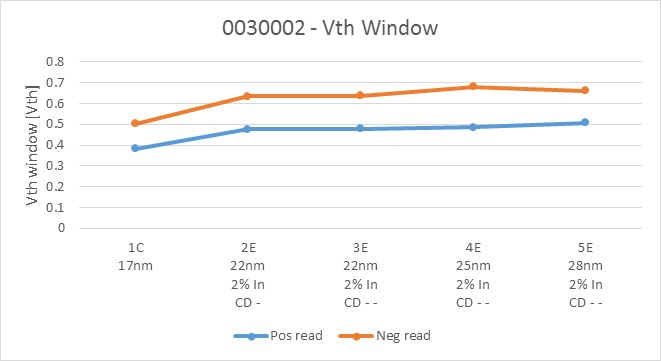 0030002 - Vth Window
Vth window [Vth]
0.8
0.7
0.6
0.5
0.4
0.3
0.2
0.1
0
1C 2E 3E 4E 5E
17nm 22nm 22nm 25nm 28nm
2% In 2% In 2% In 2% In
CD - CD - - CD - - CD - -
Pos read Neg read